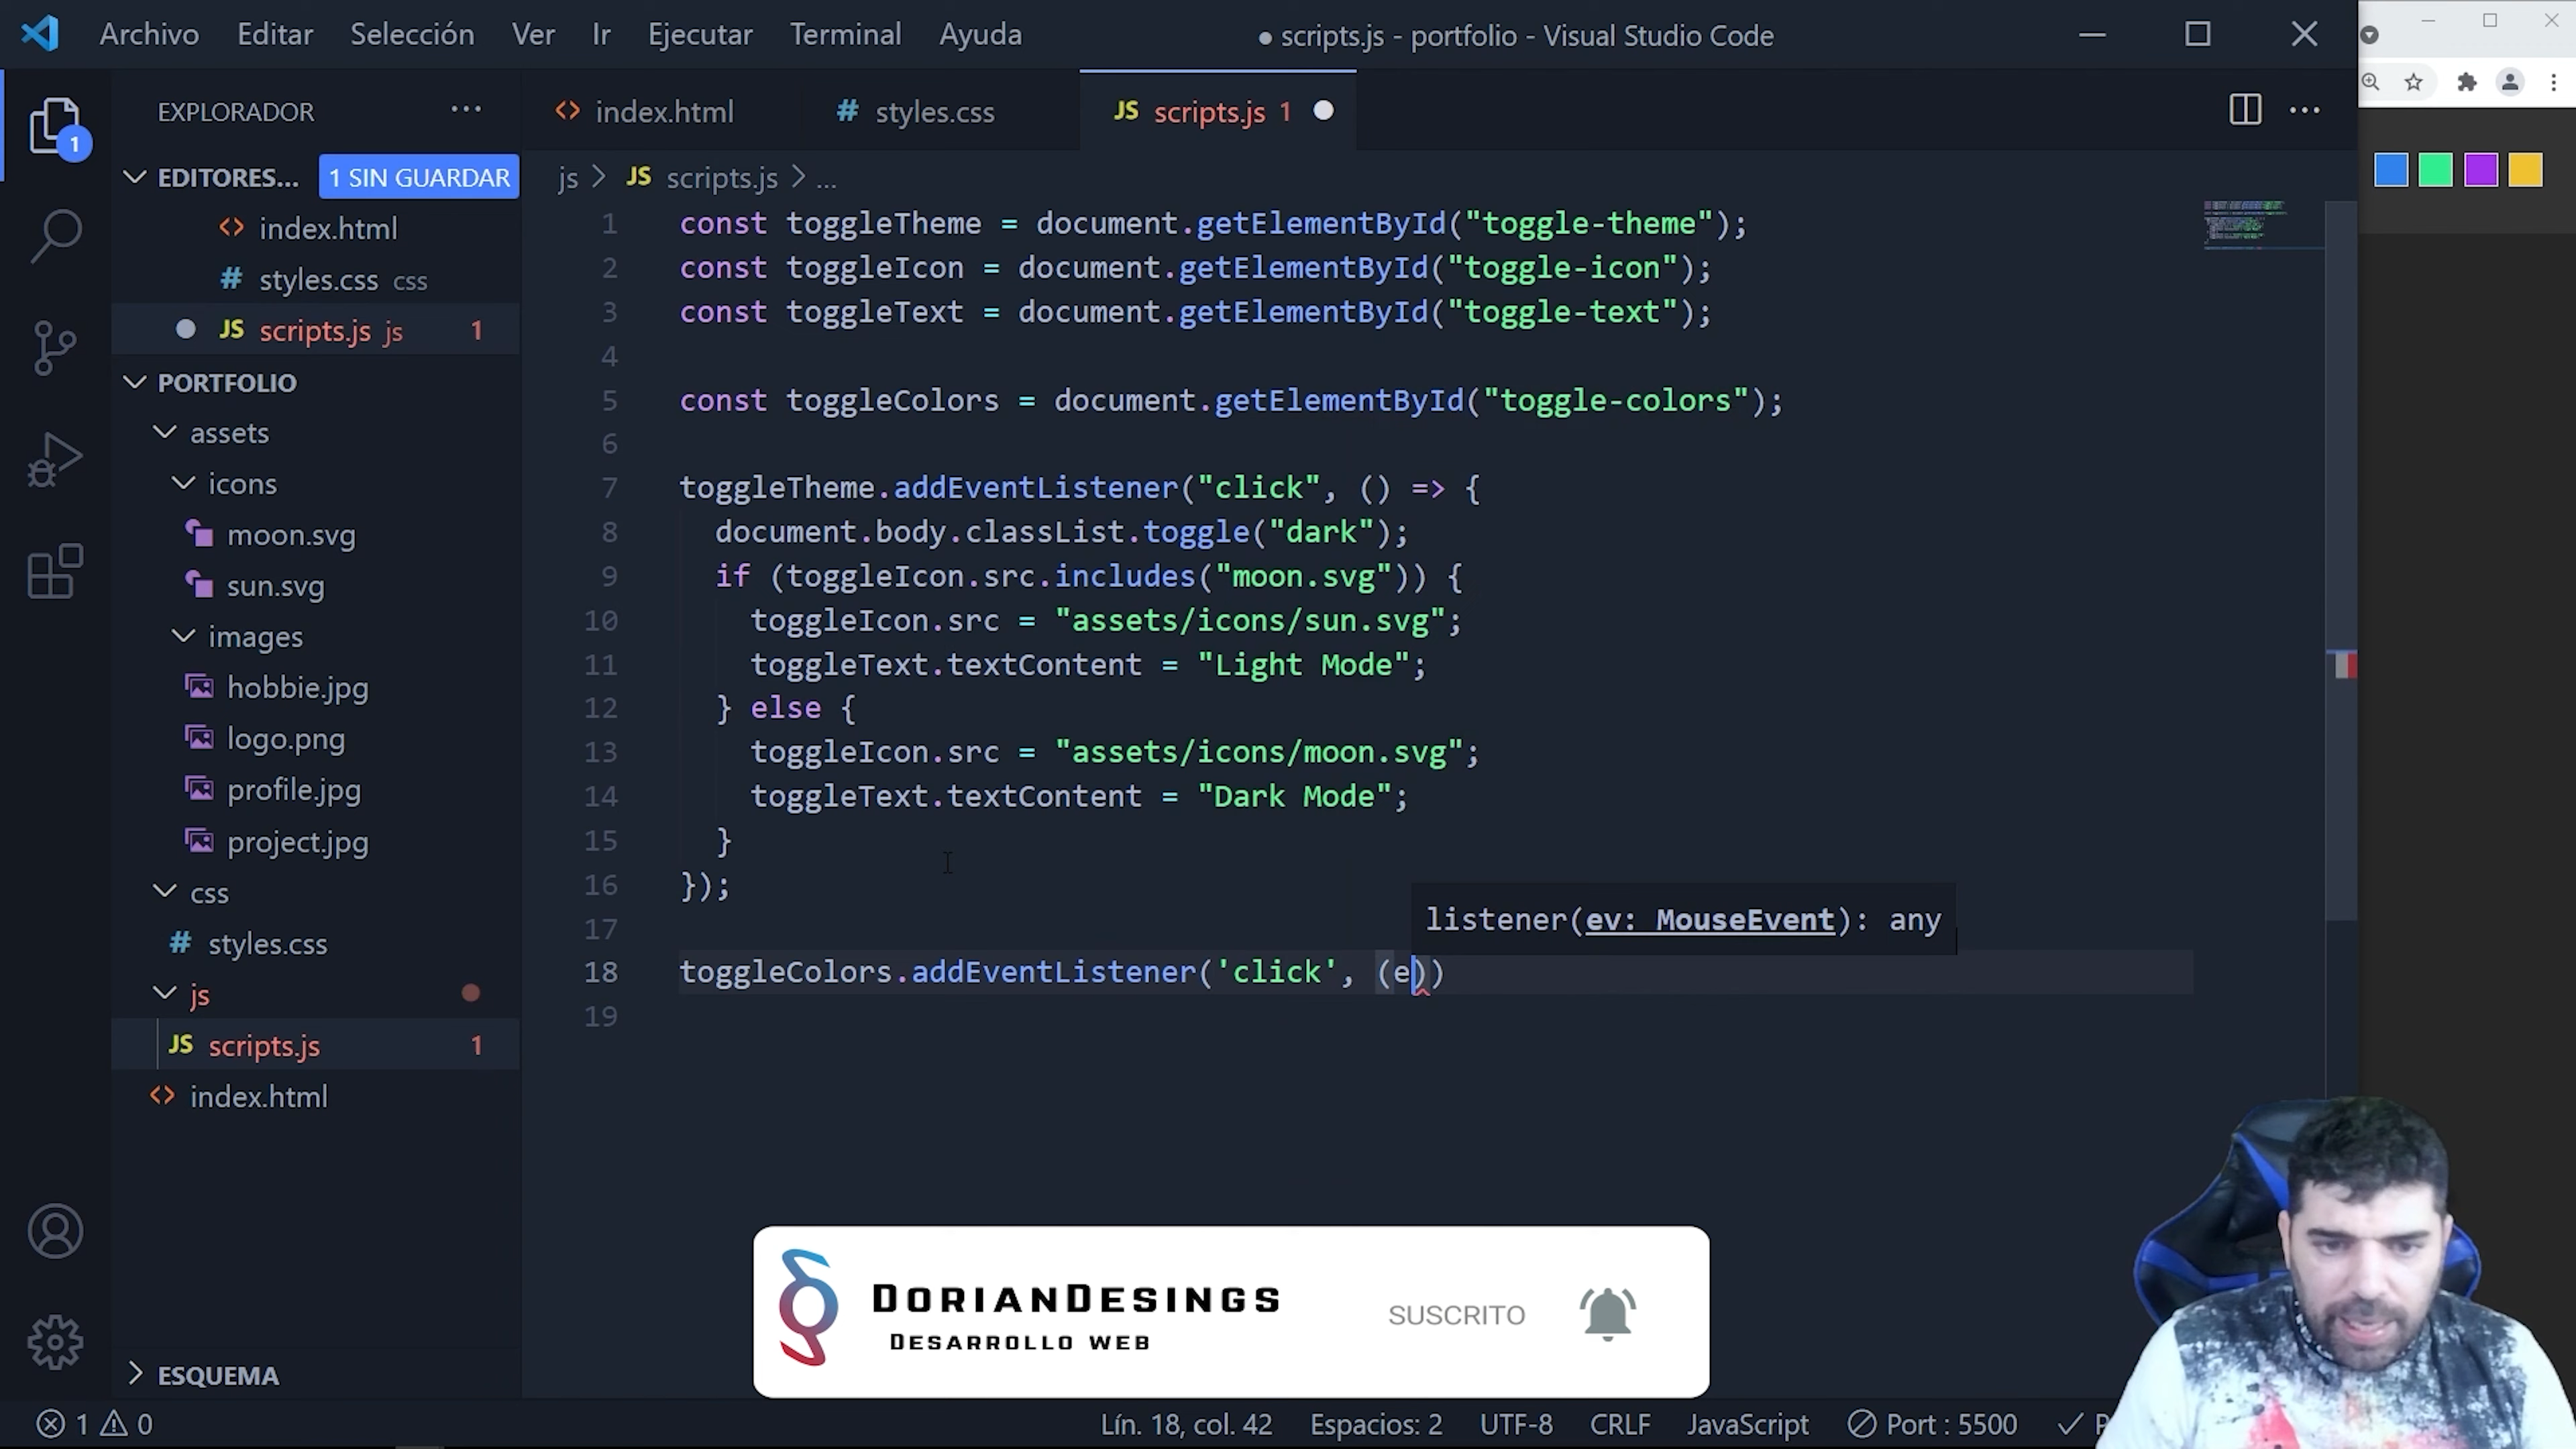 Archivo Editar Selección Ver Ir Ejecutar Terminal Ayuda
● scripts.js - portfolio - Visual Studio Code
EXPLORADOR
1
EDITORES... 1 SIN GUARDAR
index.html
styles.css css
scripts.js js 1
PORTFOLIO
assets
icons
moon.svg
sun.svg
images
hobbie.jpg
logo.png
profile.jpg
project.jpg
css
styles.css
js
JS scripts.js 1
index.html
ESQUEMA
index.html # styles.css JS scripts.js 1
js > JS scripts.js > ...
1 const toggleTheme = document.getElementById("toggle-theme");
2 const toggleIcon = document.getElementById("toggle-icon");
3 const toggleText = document.getElementById("toggle-text");
4
5 const toggleColors = document.getElementById("toggle-colors");
6
7 toggleTheme.addEventListener("click", () => {
8 document.body.classList.toggle("dark");
9 if (toggleIcon.src.includes("moon.svg")) {
10 toggleIcon.src = "assets/icons/sun.svg";
11 toggleText.textContent = "Light Mode";
12 } else {
13 toggleIcon.src = "assets/icons/moon.svg";
14 toggleText.textContent = "Dark Mode";
15 }
16 });
17
listener(ev: MouseEvent): any
18 toggleColors.addEventListener('click', (e))
19
DORIANDESINGS
DESARROLLO WEB
SUSCRITO
1 0 Lín. 18, col. 42 Espacios: 2 UTF-8 CRLF JavaScript Port : 5500